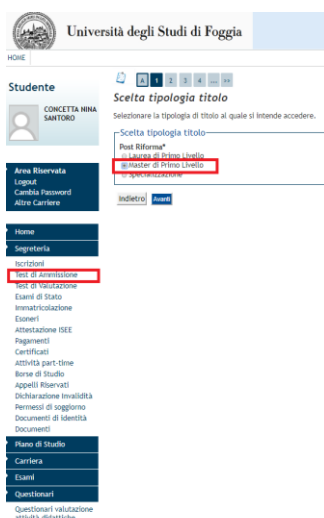 Università degli Studi di Foggia
HOME
Studente
CONCETTA NINA
SANTORO
Area Riservata
Logout
Cambia Password
Altre Carriere
Home
Segreteria
Iscrizioni
Test di Ammissione
Test di Valutazione
Esami di Stato
Immatricolazione
Esoneri
Attestazione ISEE
Pagamenti
Certificati
Attività part-time
Borse di Studio
Appelli Riservati
Dichiarazione Invalidità
Permessi di soggiorno
Documenti di identità
Documenti
Piano di Studio
Carriera
Esami
Questionari
Questionari valutazione
attività didattiche
A 1 2 3 4 ... >>
Scelta tipologia titolo
Selezionare la tipologia di titolo al quale si intende accedere.
Scelta tipologia titolo
Post Riforma*
Laurea di Primo Livello
Master di Primo Livello
Specializzazione
Indietro Avanti